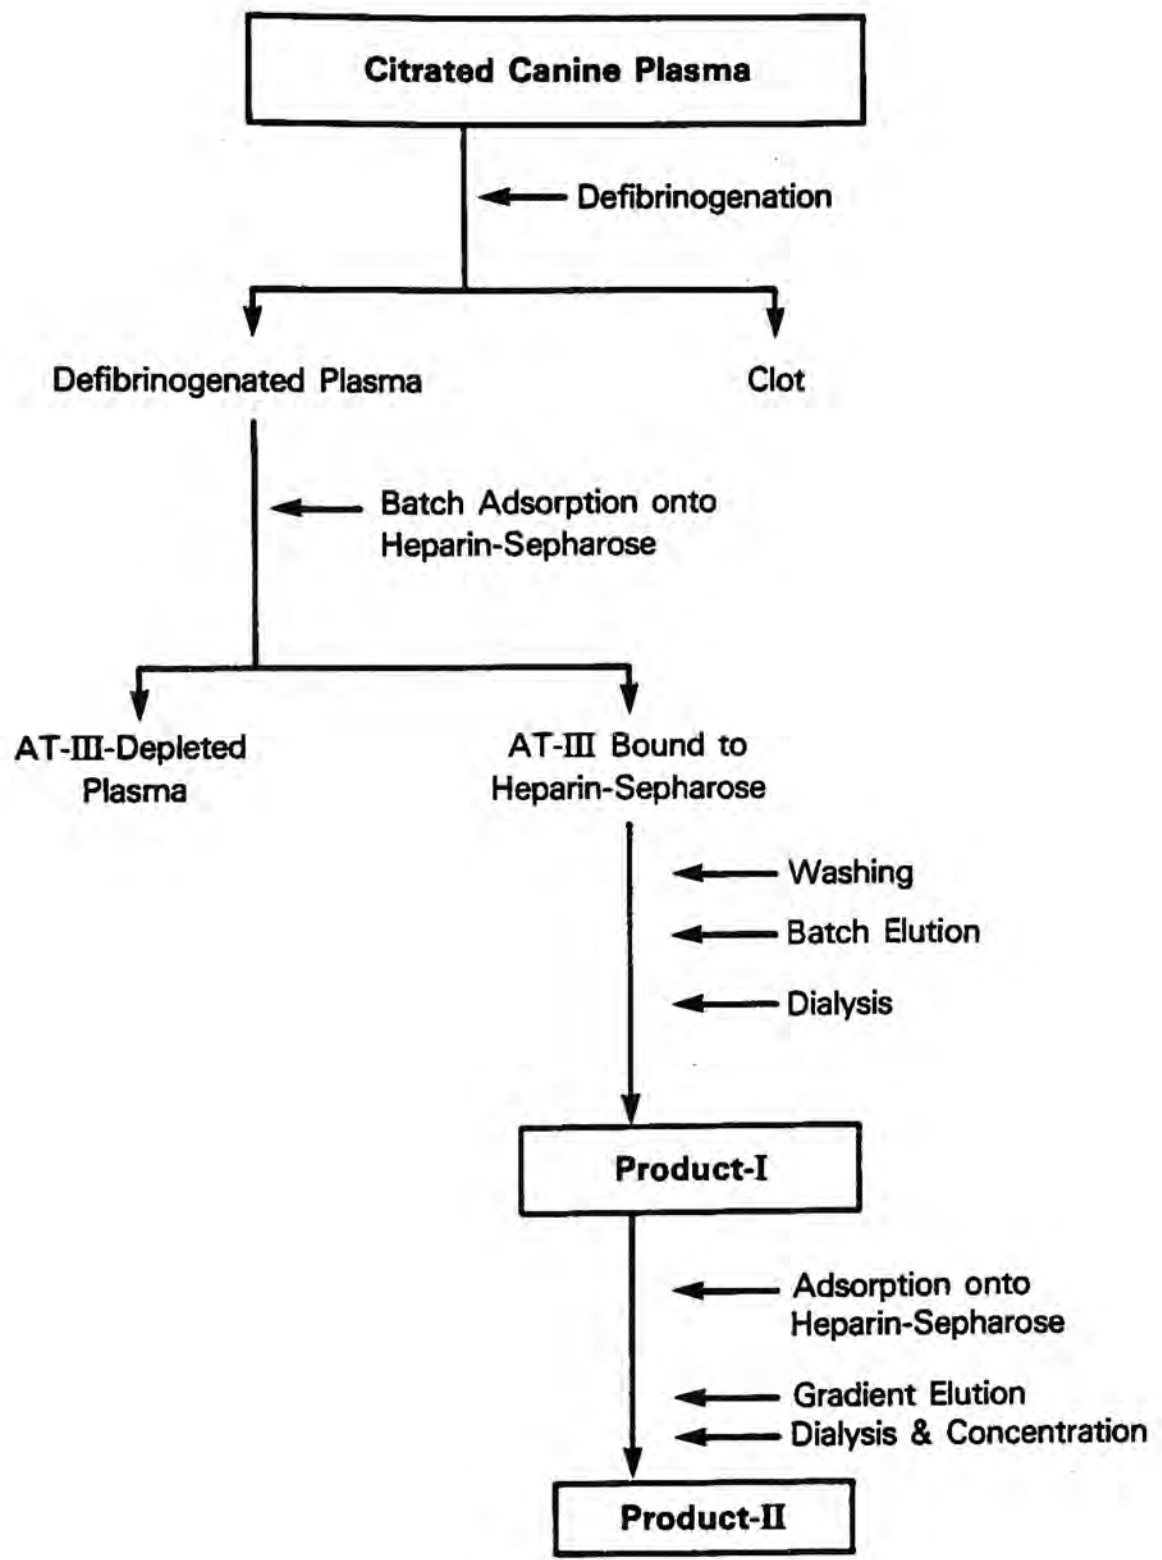 Citrated Canine Plasma
Defibrinogenation
Defibrinogenated Plasma
Clot
Batch Adsorption onto
Heparin-Sepharose
AT-III-Depleted
Plasma
AT-III Bound to
Heparin-Sepharose
Washing
Batch Elution
Dialysis
Product-I
Adsorption onto
Heparin-Sepharose
Gradient Elution
Dialysis & Concentration
Product-II